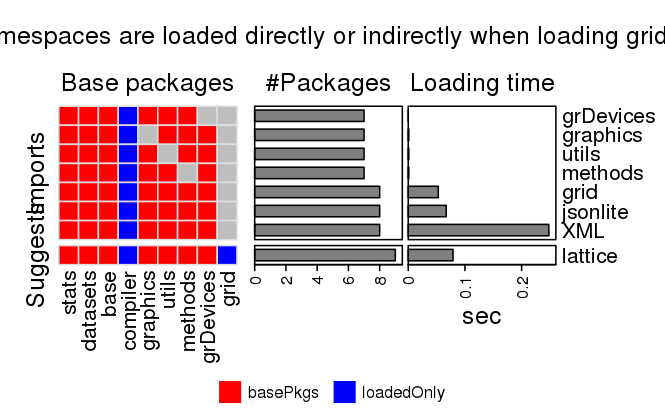 mespaces are loaded directly or indirectly when loading grid
Base packages
#Packages
Loading time
Imports
Suggests
grDevices
graphics
utils
methods
grid
jsonlite
XML
lattice
stats
datasets
base
compiler
graphics
utils
methods
grDevices
grid
0 2 4 6 8
0 0.1 0.2
sec
basePkgs
loadedOnly